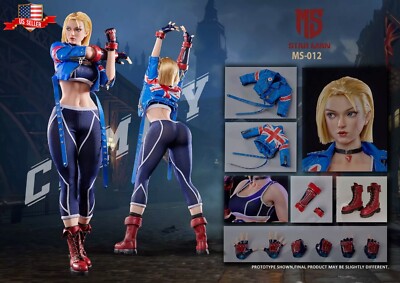 US
SELLER
MS
MS-012
CAMMY
PROTOTYPE SHOWN, FINAL PRODUCT MAY BE SLIGHTLY DIFFERENT.